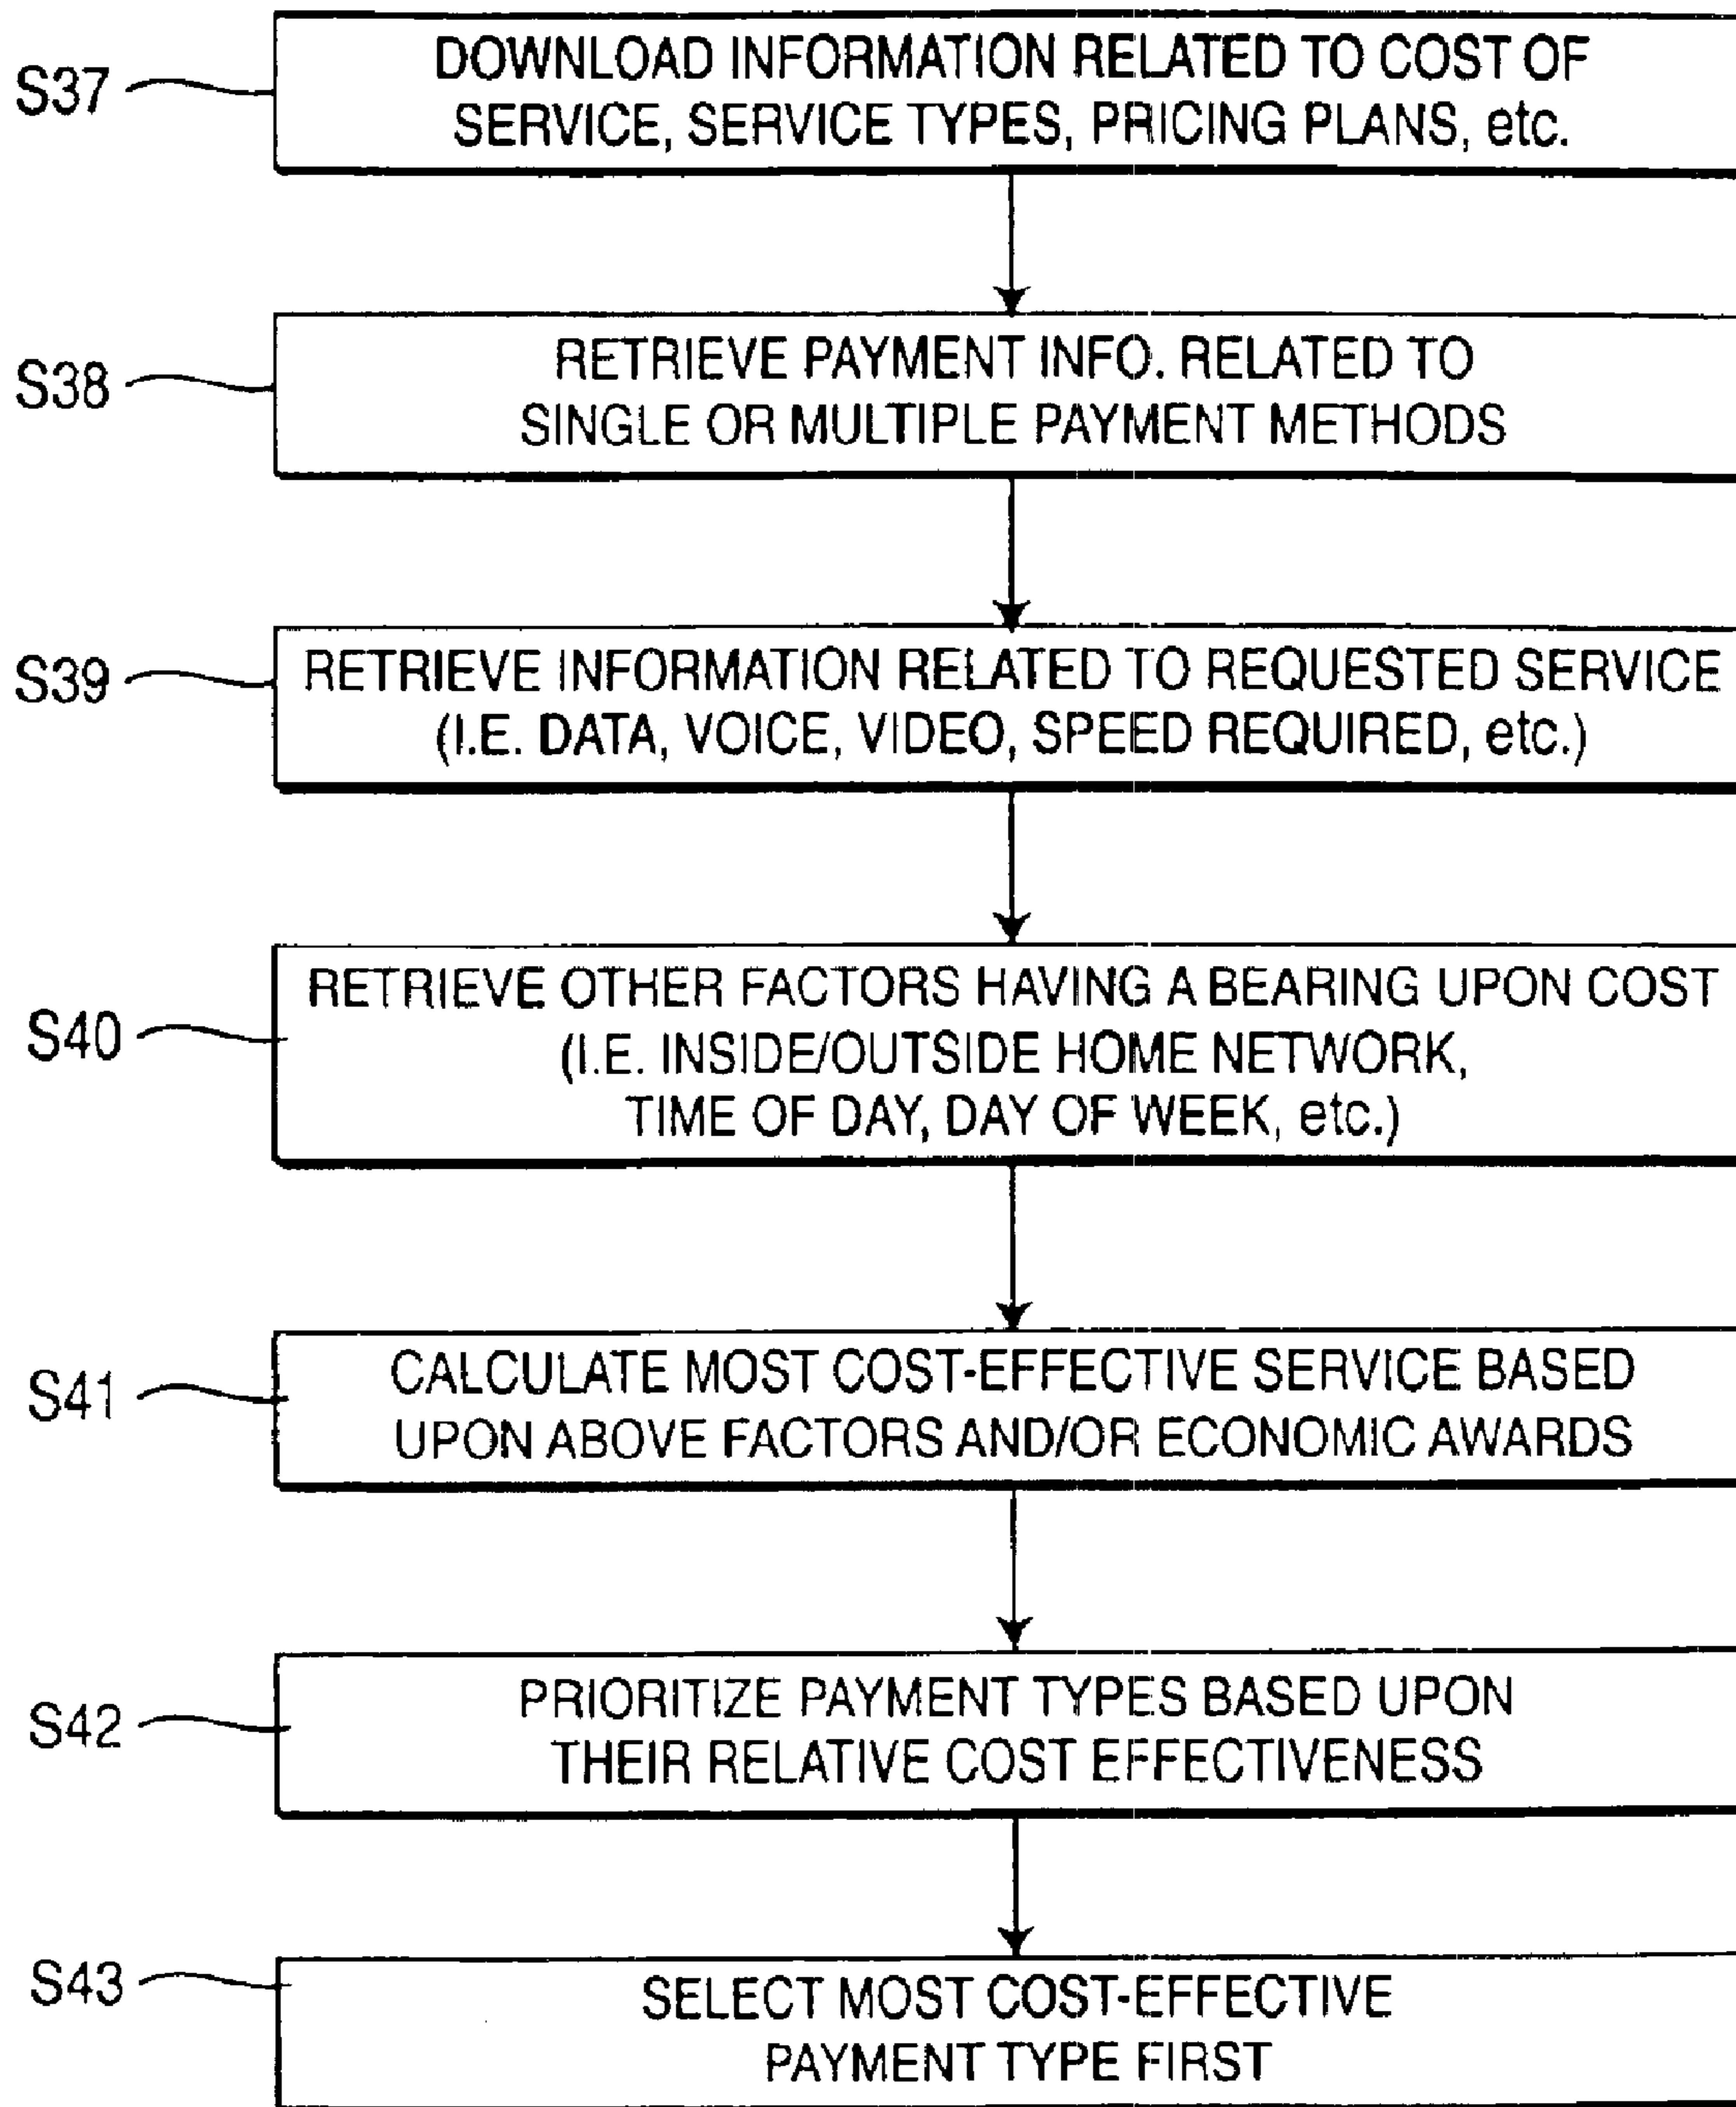 S37
DOWNLOAD INFORMATION RELATED TO COST OF
SERVICE, SERVICE TYPES, PRICING PLANS, etc.
S38
RETRIEVE PAYMENT INFO. RELATED TO
SINGLE OR MULTIPLE PAYMENT METHODS
S39
RETRIEVE INFORMATION RELATED TO REQUESTED SERVICE
(I.E. DATA, VOICE, VIDEO, SPEED REQUIRED, etc.)
S40
RETRIEVE OTHER FACTORS HAVING A BEARING UPON COST
(I.E. INSIDE/OUTSIDE HOME NETWORK,
TIME OF DAY, DAY OF WEEK, etc.)
S41
CALCULATE MOST COST-EFFECTIVE SERVICE BASED
UPON ABOVE FACTORS AND/OR ECONOMIC AWARDS
S42
PRIORITIZE PAYMENT TYPES BASED UPON
THEIR RELATIVE COST EFFECTIVENESS
S43
SELECT MOST COST-EFFECTIVE
PAYMENT TYPE FIRST